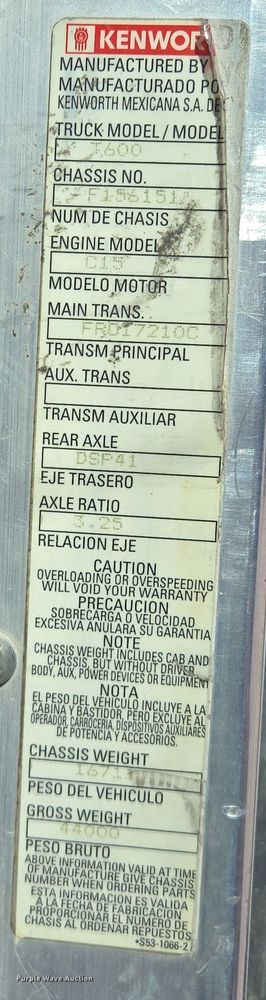 KENWOR
MANUFACTURED BY
MANUFACTURADO PO
KENWORTH MEXICANA S.A. DE
TRUCK MODEL / MODEL
T600
CHASSIS NO.
F156151
NUM DE CHASIS
ENGINE MODEL
C15
MODELO MOTOR
MAIN TRANS.
FRO17210C
TRANSM PRINCIPAL
AUX. TRANS
TRANSM AUXILIAR
REAR AXLE
DSP41
EJE TRASERO
AXLE RATIO
3.25
RELACION EJE
CAUTION
OVERLOADING OR OVERSPEEDING
WILL VOID YOUR WARRANTY
PRECAUCION
SOBRECARGA O VELOCIDAD
EXCESIVA ANULARA SU GARANTIA
NOTE
CHASSIS WEIGHT INCLUDES CAB AND
CHASSIS, BUT WITHOUT DRIVER,
BODY, AUX, POWER DEVICES OR EQUIPMENT
NOTA
EL PESO DEL VEHICULO INCLUYE A LA
CABINA Y BASTIDOR, PERO EXCLUYE AL
OPERADOR, CARROCERIA, DISPOSITIVOS AUXILIARES
DE POTENCIA Y ACCESORIOS.
CHASSIS WEIGHT
VOID
PESO DEL VEHICULO
GROSS WEIGHT
44000
PESO BRUTO
ABOVE INFORMATION VALID AT TIME
OF MANUFACTURE GIVE CHASSIS
NUMBER WHEN ORDERING PARTS
ESTA INFORMACION ES VALIDA
A LA FECHA DE FABRICACION
PROPORCIONAR EL NUMERO DE
CHASIS AL ORDENAR REPUESTOS
*S53-1066-2
Purple Wave Auction